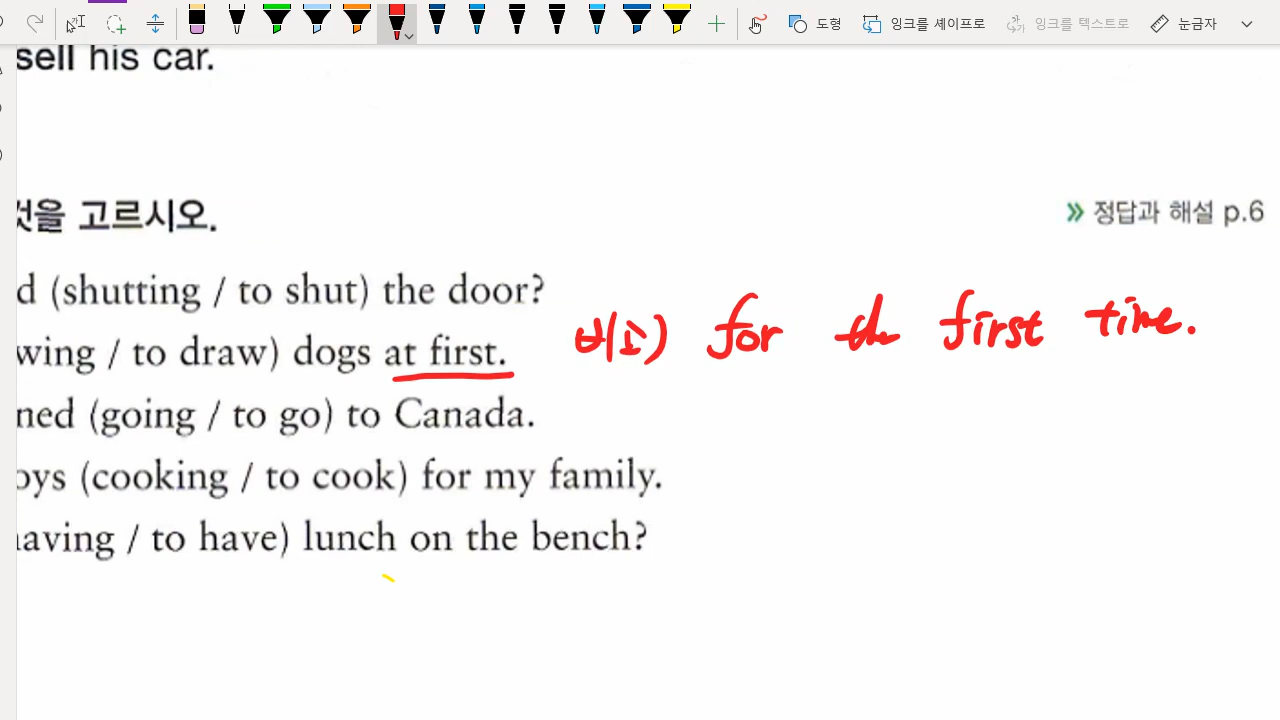 도형 잉크를 셰이프로 잉크를 텍스트로 눈금자
sell his car.
것을 고르시오.
정답과 해설 p.6
d (shutting / to shut) the door?
wing / to draw) dogs at first.
비교) for the first time.
ned (going / to go) to Canada.
oys (cooking / to cook) for my family.
aving / to have) lunch on the bench?